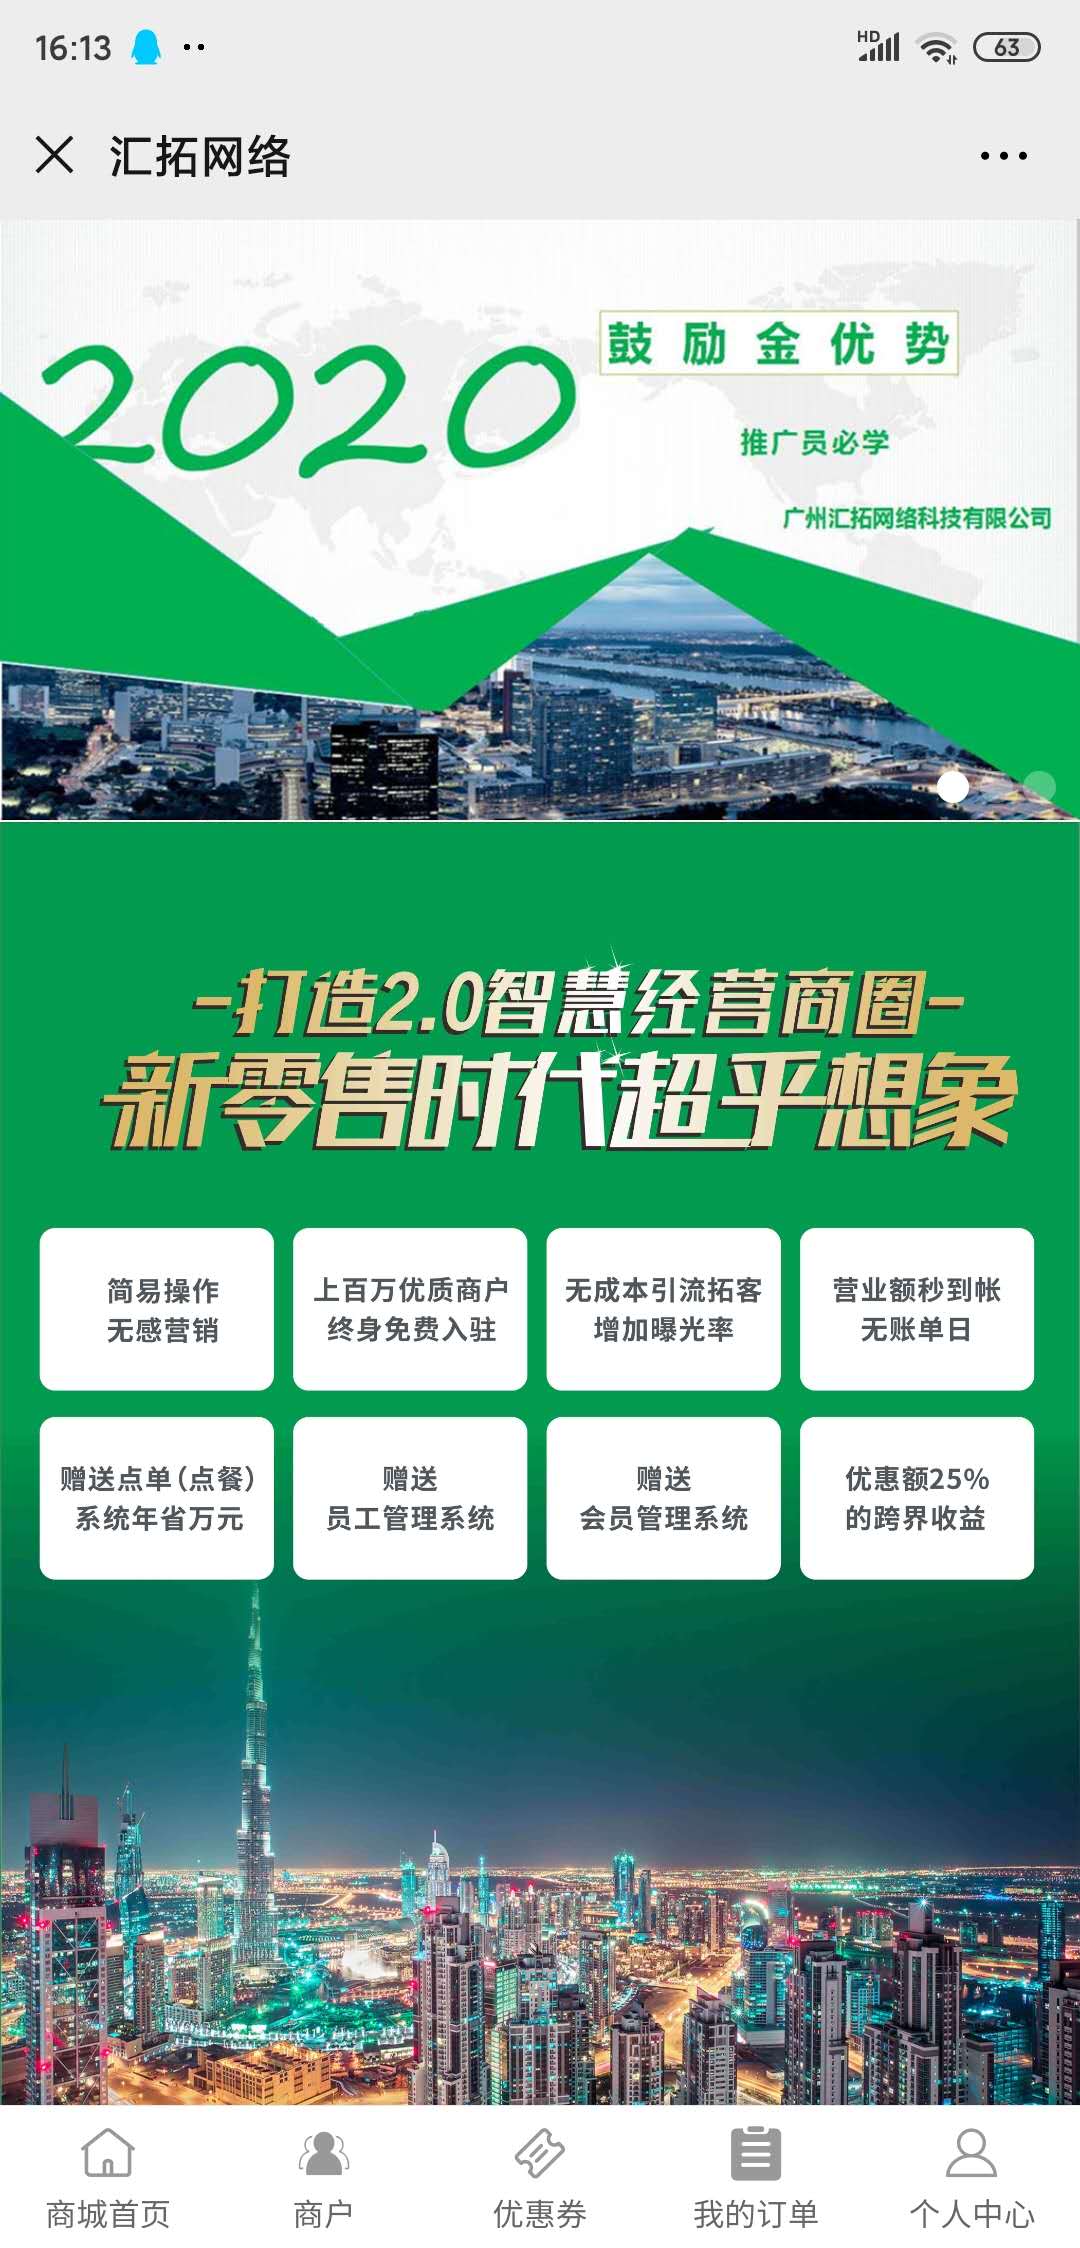 16:13
HD
63
汇拓网络
2020
鼓励金优势
推广员必学
广州汇拓网络科技有限公司
-打造2.0智慧经营商圈-
新零售时代超乎想象
简易操作
无感营销
上百万优质商户
终身免费入驻
无成本引流拓客
增加曝光率
营业额秒到帐
无账单日
赠送点单(点餐)
系统年省万元
赠送
员工管理系统
赠送
会员管理系统
优惠额25%
的跨界收益
商城首页
商户
优惠券
我的订单
个人中心